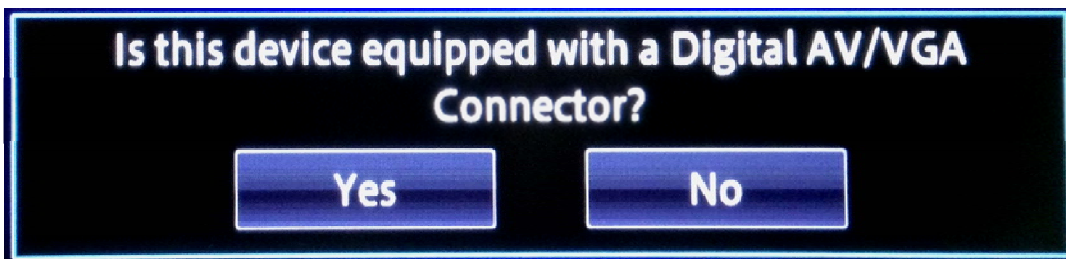 Is this device equipped with a Digital AV/VGA
Connector?
Yes
No